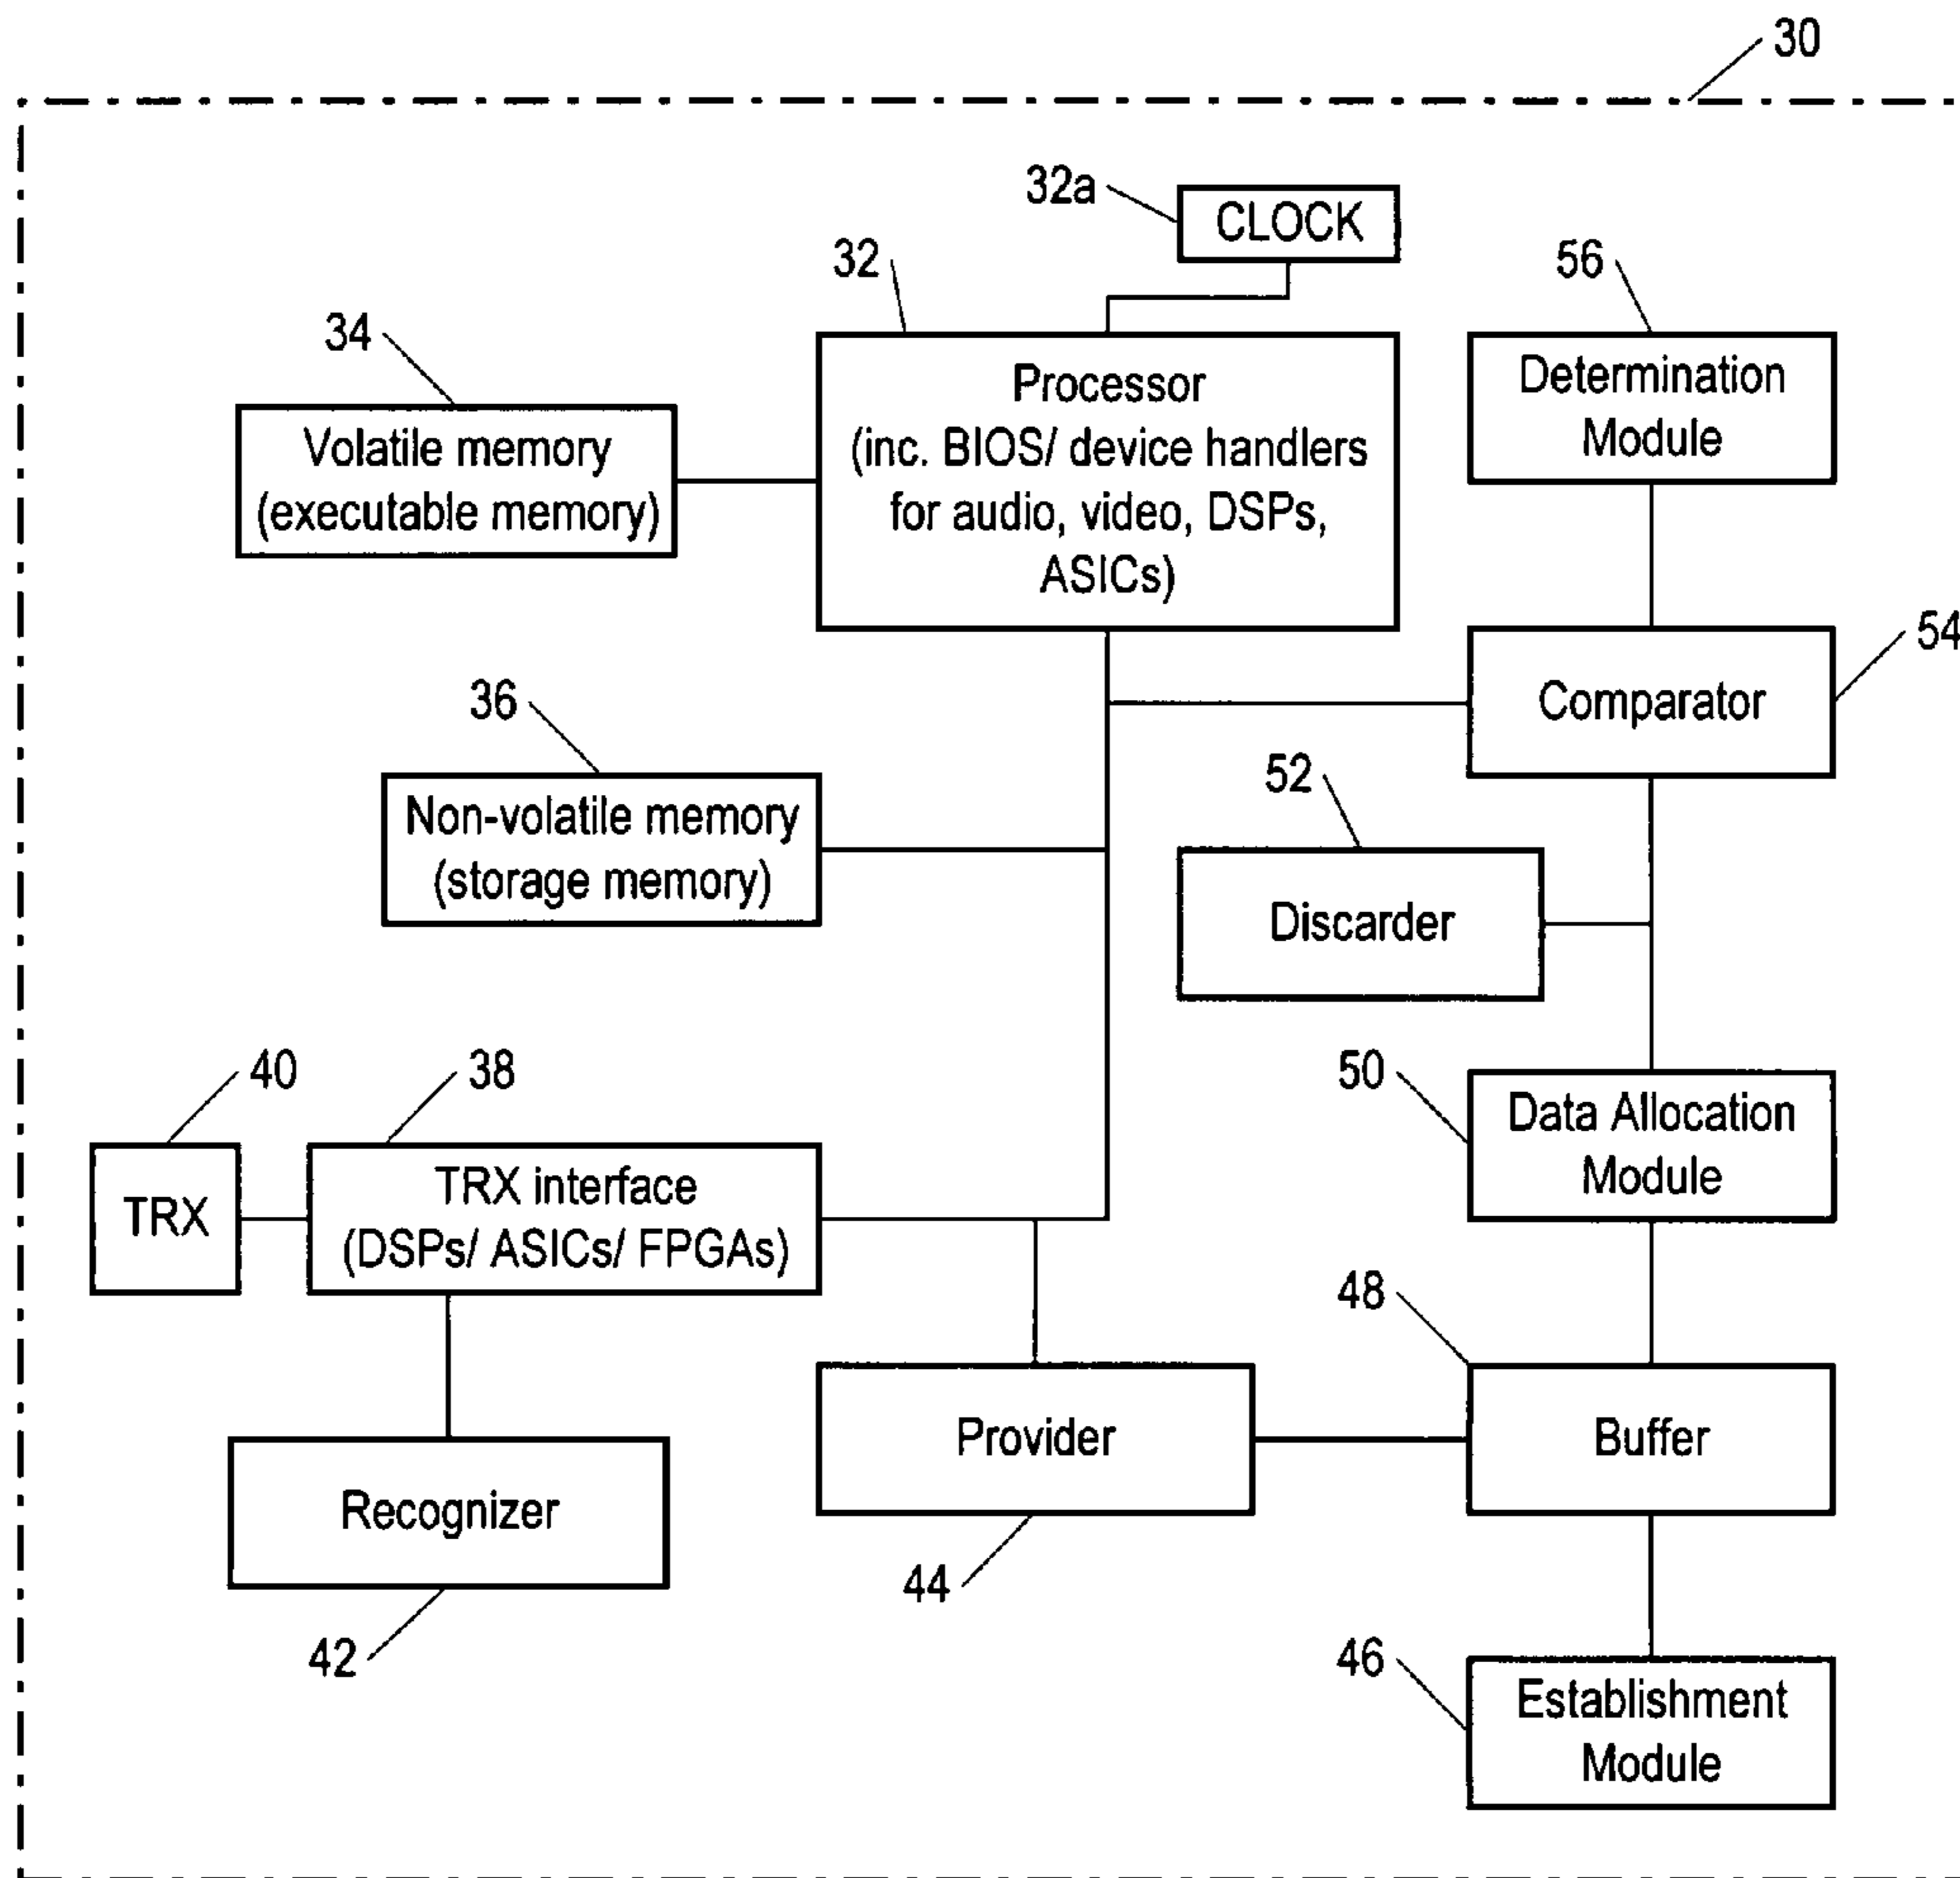 30
32a
CLOCK
32
56
34
Processor
(inc. BIOS/ device handlers
for audio, video, DSPs,
ASICs)
Determination
Module
Volatile memory
(executable memory)
54
Comparator
36
52
Non-volatile memory
(storage memory)
Discarder
40
38
50
Data Allocation
Module
TRX
TRX interface
(DSPs/ ASICs/ FPGAs)
48
Provider
Buffer
Recognizer
44
42
46
Establishment
Module